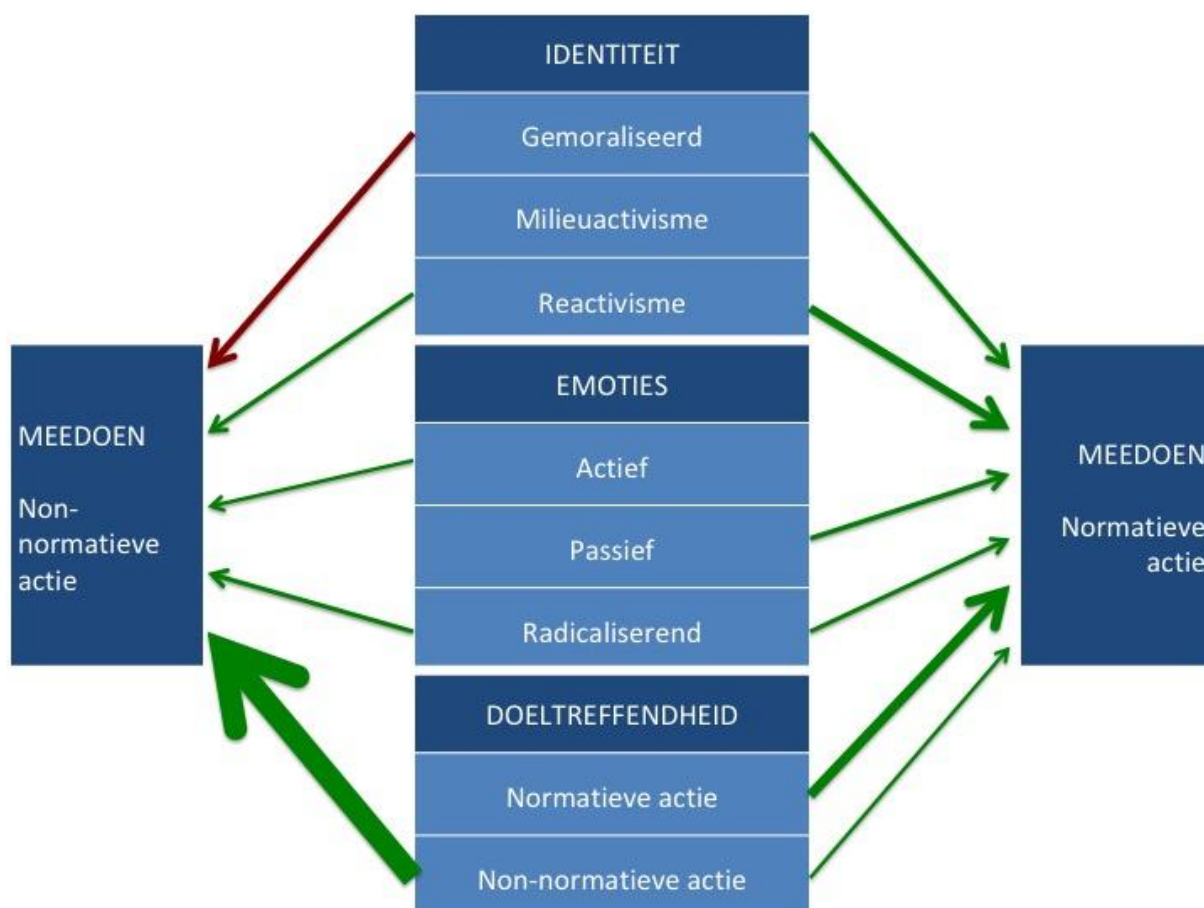 IDENTITEIT
Gemoraliseerd
Milieuactivisme
Reactivisme
EMOTIES
Actief
Passief
Radicaliserend
DOELTREFFENDHEID
Normatieve actie
Non-normatieve actie
MEEDOEN
Non-
normatieve
actie
MEEDOEN
Normatieve
actie